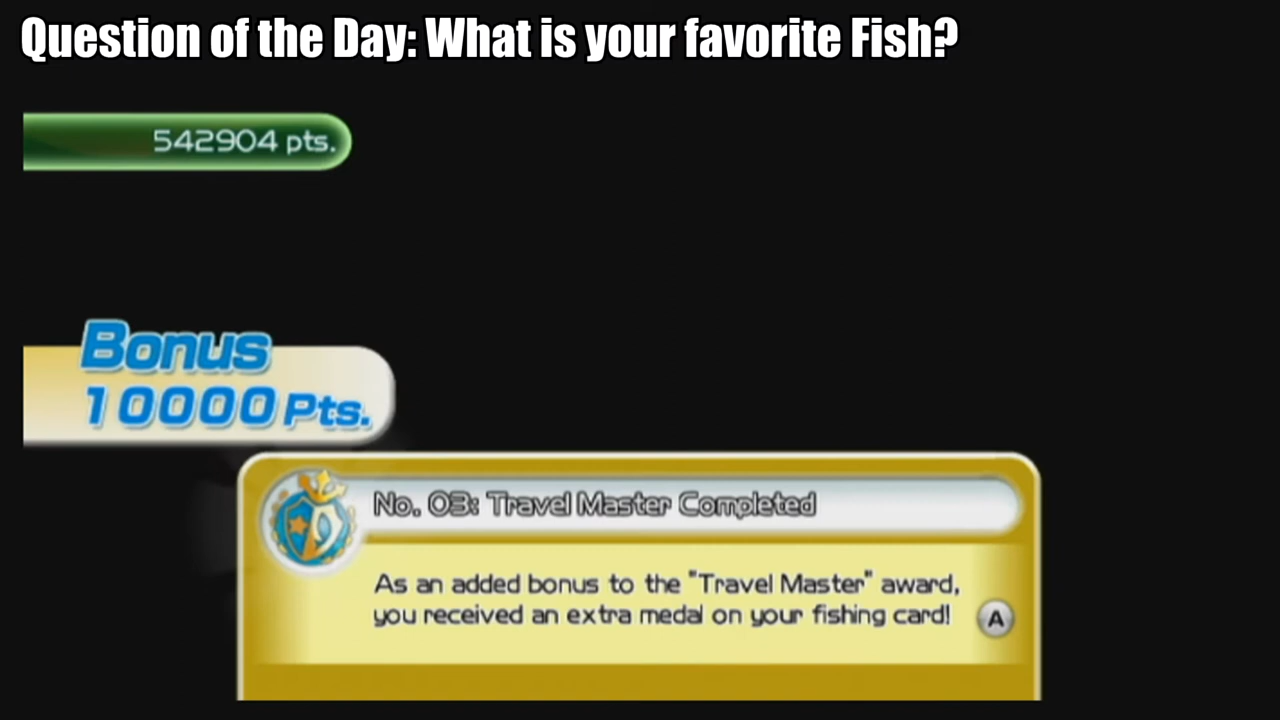 Question of the Day: What is your favorite Fish?
542904 pts.
Bonus
10000 Pts.
No. 03: Travel Master Completed
As an added bonus to the "Travel Master" award,
you received an extra medal on your fishing card!
A